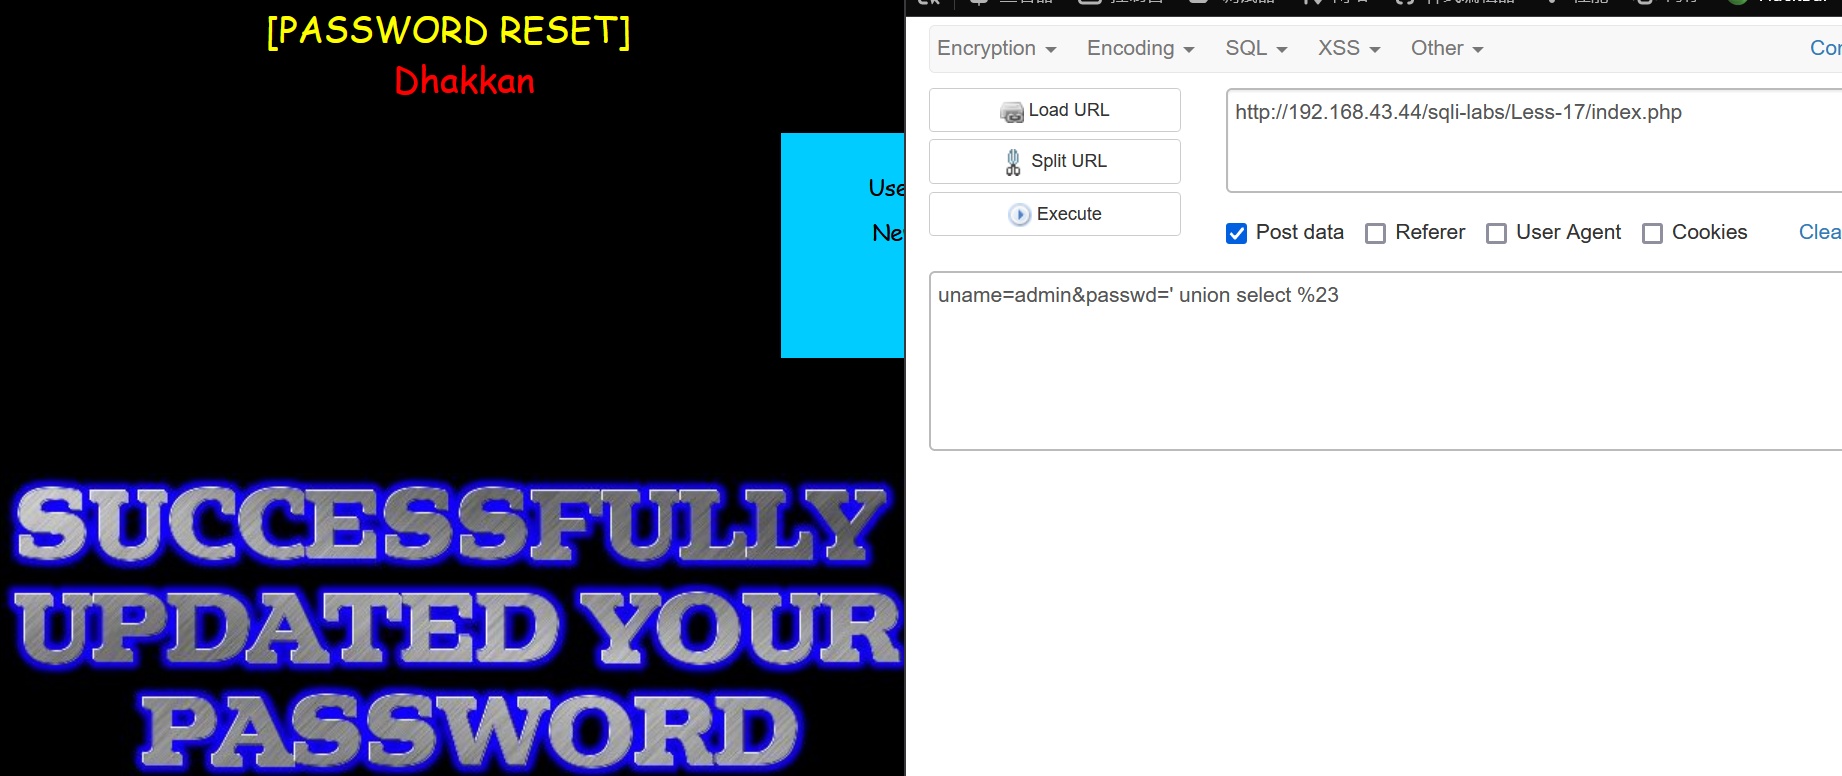 [PASSWORD RESET]
Dhakkan
Use
Ne
SUCCESSFULLY
UPDATED YOUR
PASSWORD
Encryption
Encoding
SQL
XSS
Other
Cor
Load URL
Split URL
Execute
http://192.168.43.44/sqli-labs/Less-17/index.php
Post data
Referer
User Agent
Cookies
Clea
uname=admin&passwd=' union select %23